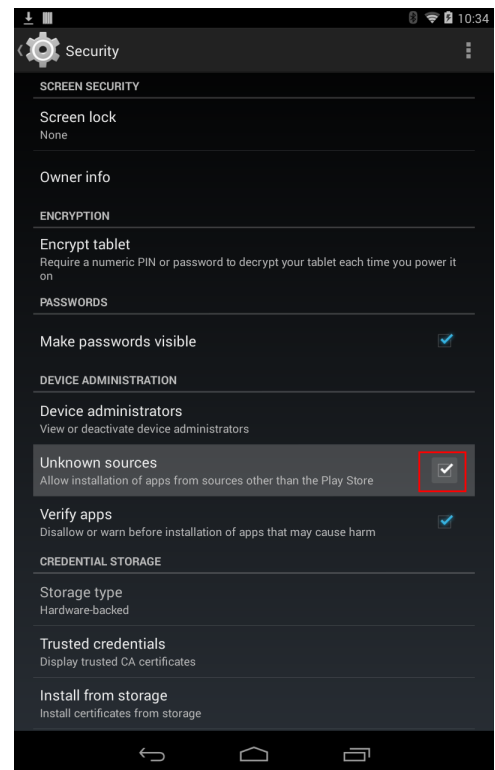 10:34
Security
SCREEN SECURITY
Screen lock
None
Owner info
ENCRYPTION
Encrypt tablet
Require a numeric PIN or password to decrypt your tablet each time you power it
on
PASSWORDS
Make passwords visible
DEVICE ADMINISTRATION
Device administrators
View or deactivate device administrators
Unknown sources
Allow installation of apps from sources other than the Play Store
Verify apps
Disallow or warn before installation of apps that may cause harm
CREDENTIAL STORAGE
Storage type
Hardware-backed
Trusted credentials
Display trusted CA certificates
Install from storage
Install certificates from storage